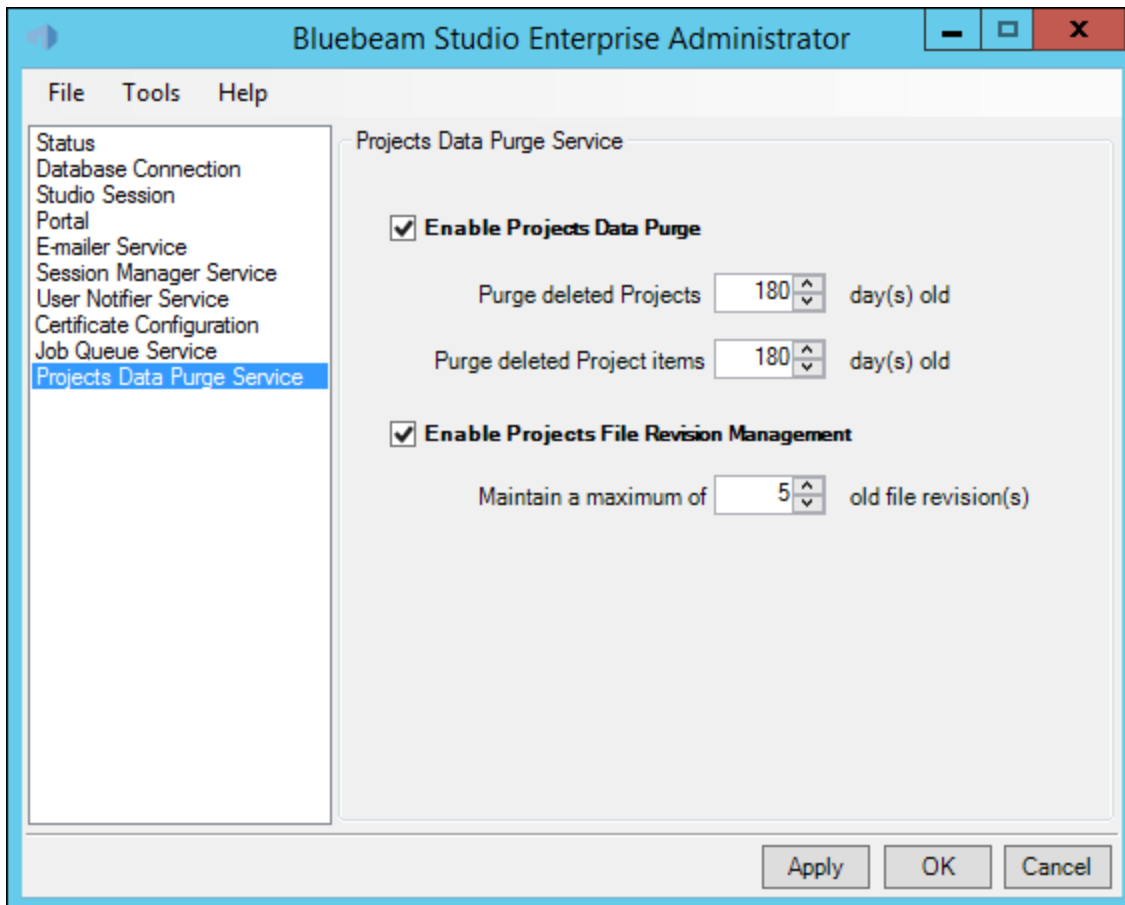 Bluebeam Studio Enterprise Administrator
File Tools Help
Status
Database Connection
Studio Session
Portal
E-mailer Service
Session Manager Service
User Notifier Service
Certificate Configuration
Job Queue Service
Projects Data Purge Service
Projects Data Purge Service
Enable Projects Data Purge
Purge deleted Projects 180 day(s) old
Purge deleted Project items 180 day(s) old
Enable Projects File Revision Management
Maintain a maximum of 5 old file revision(s)
Apply OK Cancel